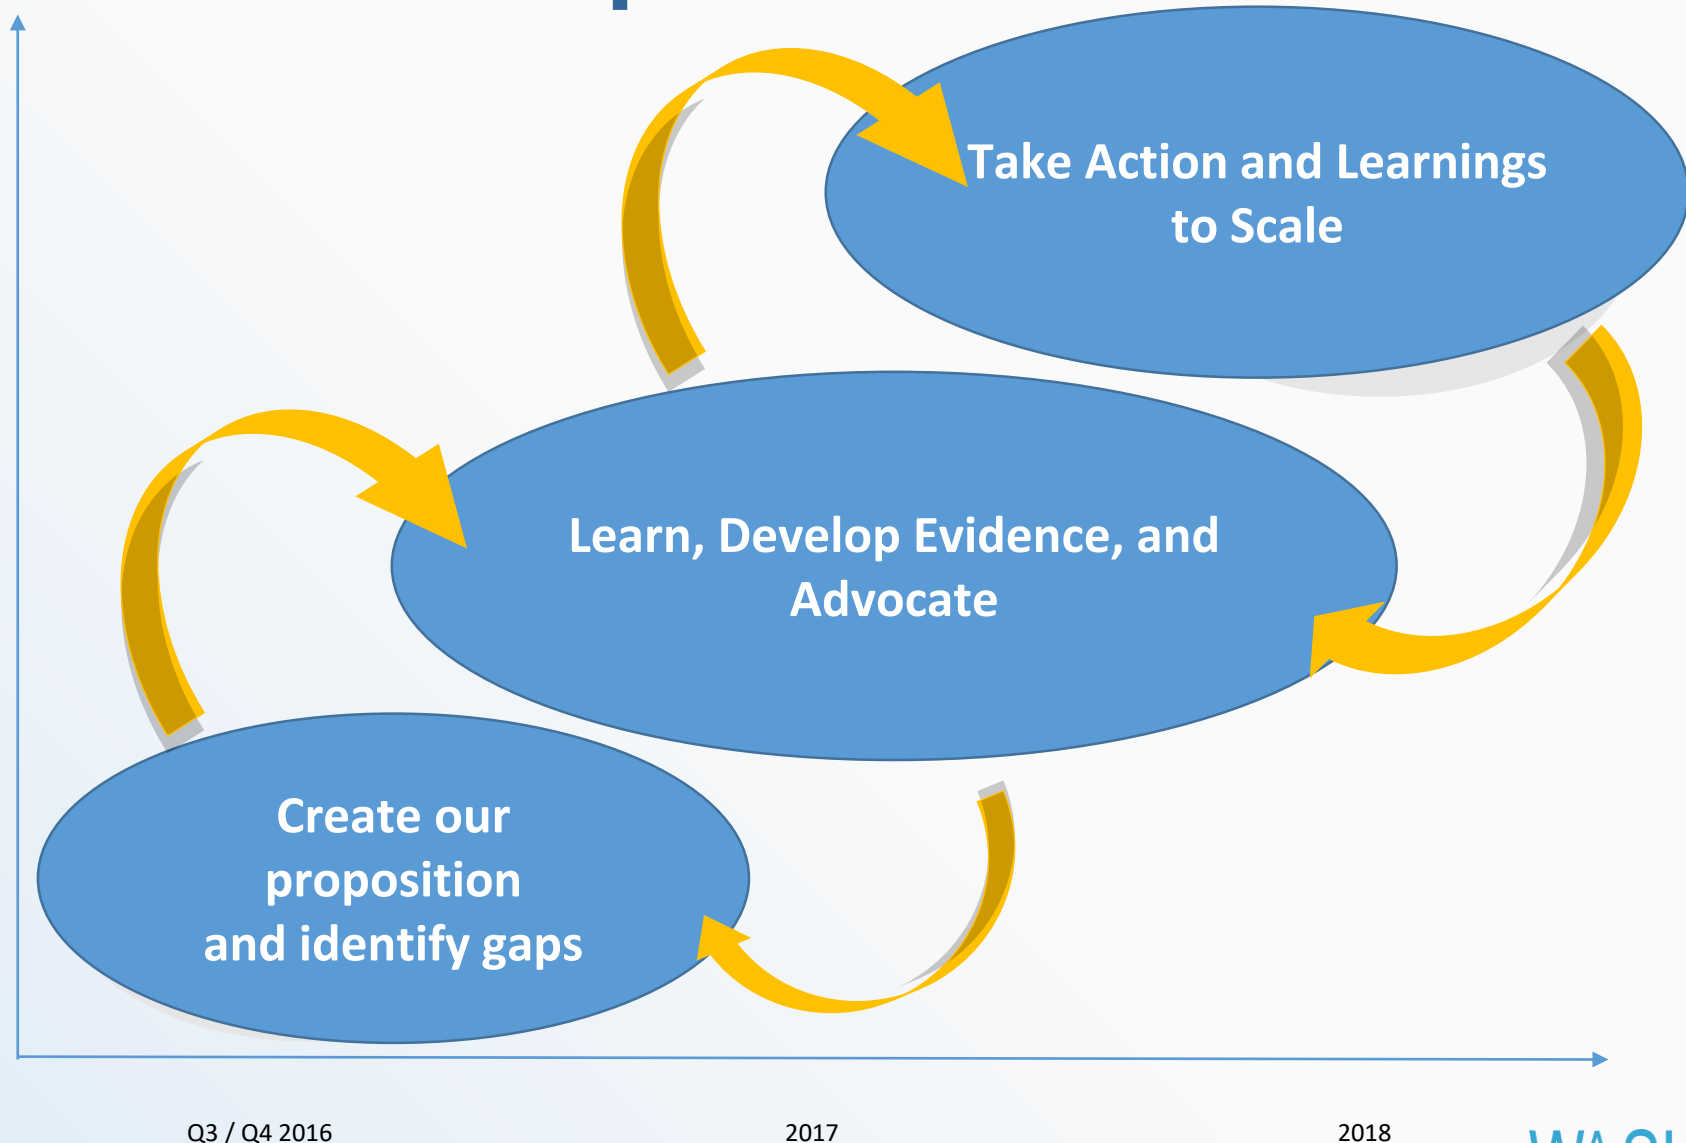 Take Action and Learnings
to Scale
Learn, Develop Evidence, and
Advocate
Create our
proposition
and identify gaps
Q3 / Q4 2016
2017
2018